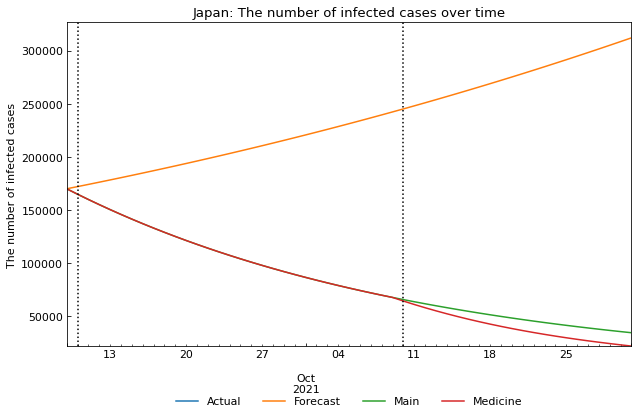 Japan: The number of infected cases over time
The number of infected cases
300000
250000
200000
150000
100000
50000
13 20 27 04 11 18 25
Oct
2021
Actual Forecast Main Medicine